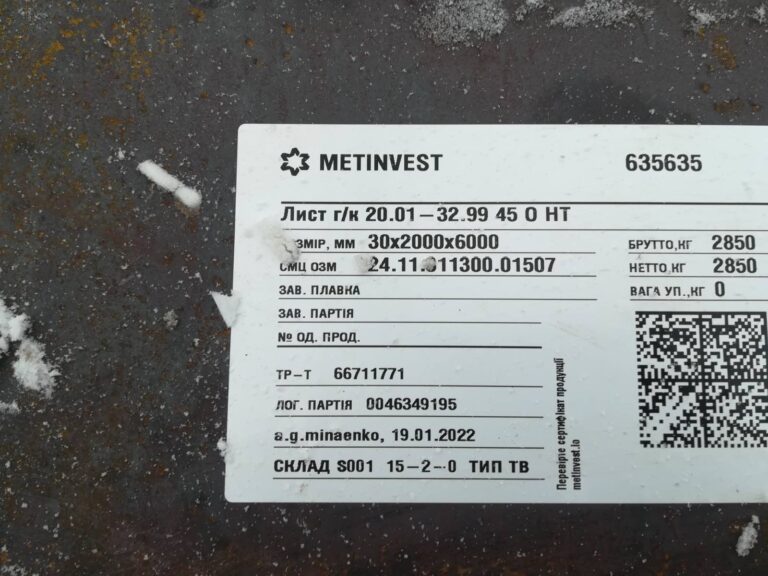 METINVEST 635635
Лист г/к 20.01-32.99 45 О НТ
ЗМІР, ММ 30x2000x6000 БРУТТО,КГ 2850
СМЦ ОЗМ НЕТТО,КГ 2850
ЗАВ. ПЛАВКА ВАГА УП.,КГ 0
ЗАВ. ПАРТІЯ
№ ОД. ПРОД.
ТР-Т 66711771
ЛОГ. ПАРТІЯ 0046349195
a.g.minaenko, 19.01.2022
СКЛАД S001 15-2-0 ТИП ТВ
Перевірте сертифікат продукції
metinvest.io